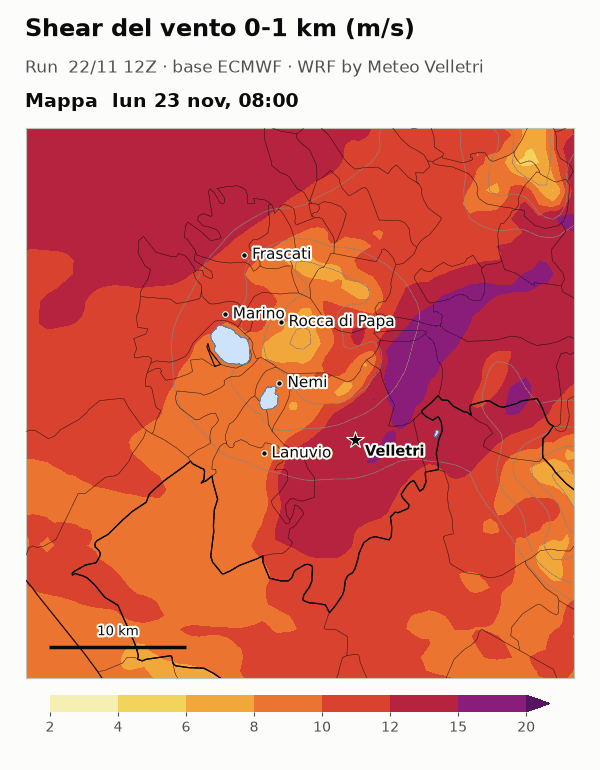 Shear del vento 0-1 km (m/s)
Run  22/11 12Z · base ECMWF · WRF by Meteo Velletri
Mappa  lun 23 nov, 08:00
Frascati
Marino
Rocca di Papa
Nemi
Velletri
Lanuvio
10 km
2 4 6 8 10 12 15 20